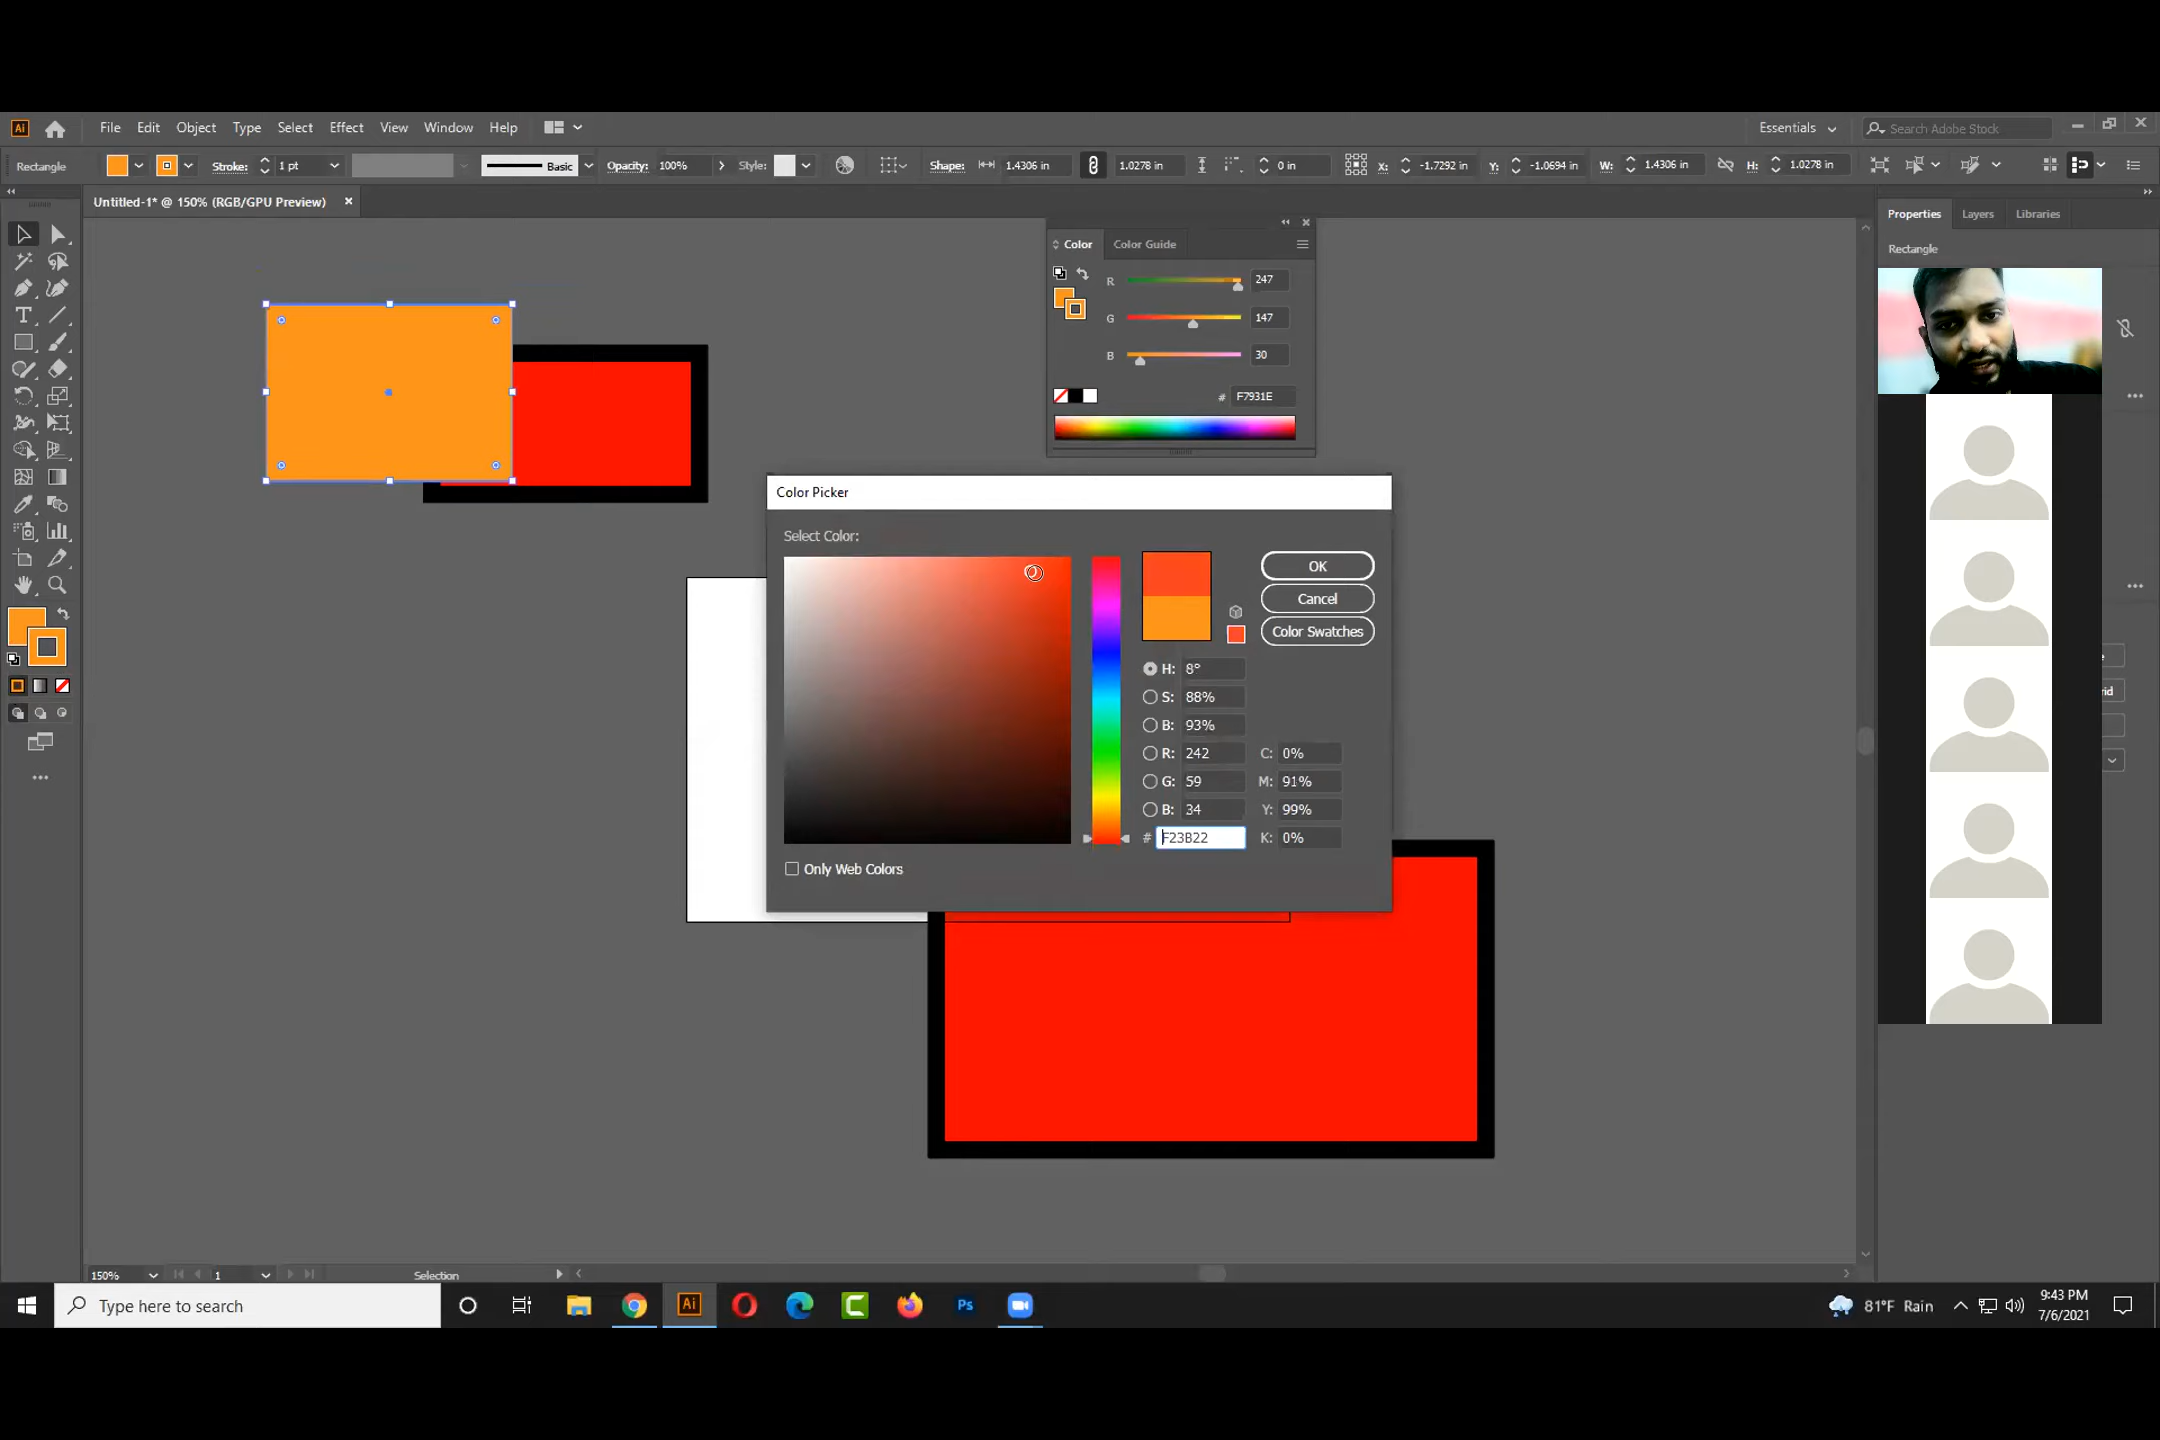 Ai File Edit Object Type Select Effect View Window Help Essentials Search Adobe Stock
Rectangle Stroke: 1 pt Basic Opacity: 100% Style: Shape: 1.4306 in 1.0278 in 0 in X: -1.7292 in Y: -1.0694 in W: 1.4306 in H: 1.0278 in
Untitled-1* @ 150% (RGB/GPU Preview)
Properties Layers Libraries
Rectangle
Color Color Guide
R 247
G 147
B 30
# F7931E
Color Picker
Select Color:
OK
Cancel
Color Swatches
H: 8°
S: 88%
B: 93%
R: 242 C: 0%
G: 59 M: 91%
B: 34 Y: 99%
# F23B22 K: 0%
Only Web Colors
150% 1 Selection
Type here to search
Ai
Ps
81°F Rain
9:43 PM
7/6/2021